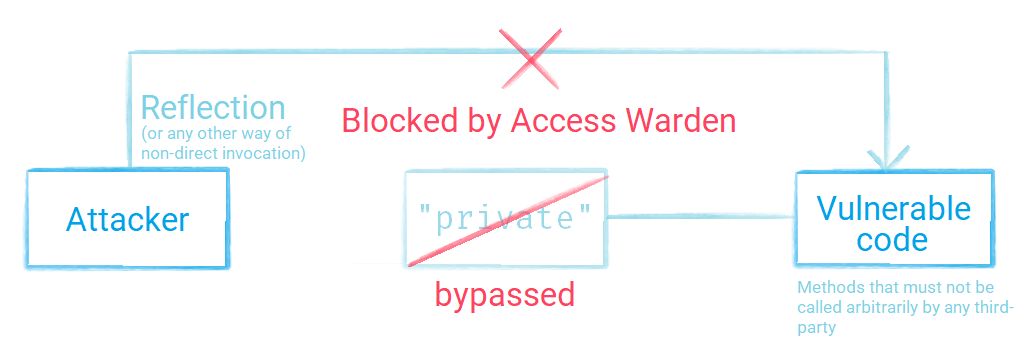 Reflection
(or any other way of
non-direct invocation)
Blocked by Access Warden
Attacker
"private"
bypassed
Vulnerable
code
Methods that must not be
called arbitrarily by any third-
party